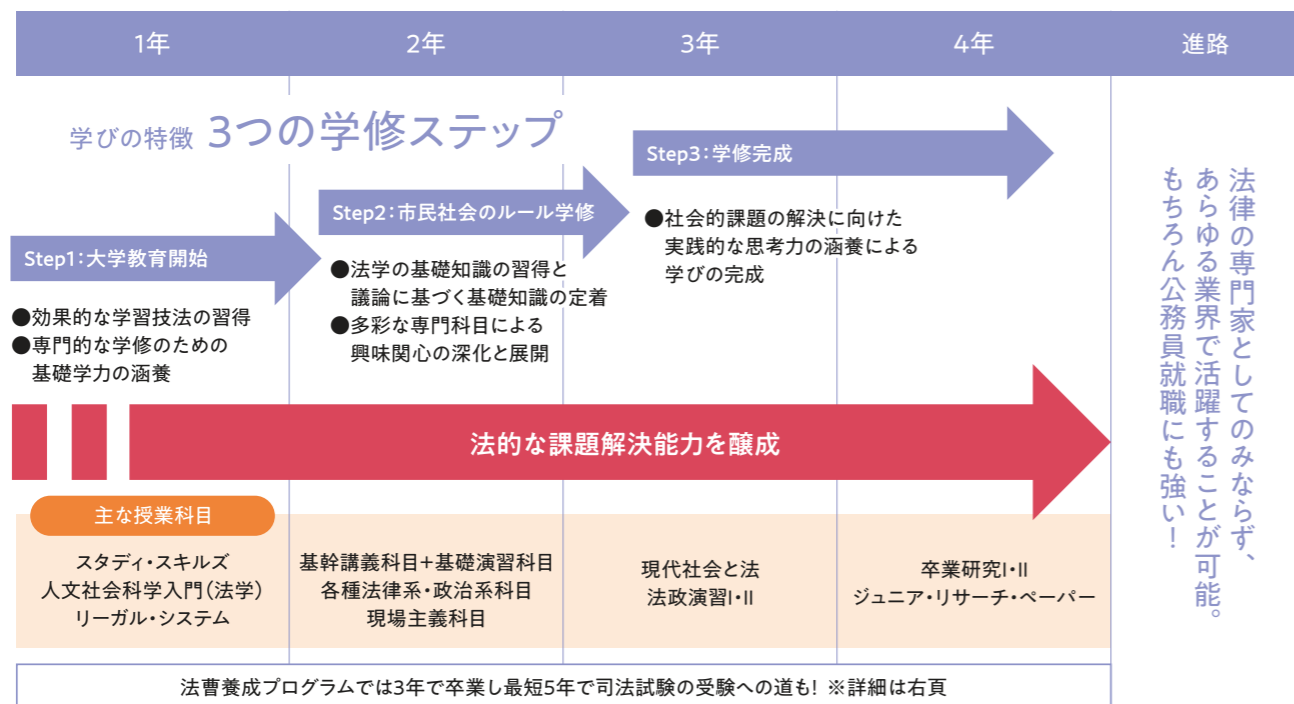 1年
2年
3年
4年
進路
学びの特徴 3つの学修ステップ
Step1:大学教育開始
●効果的な学習技法の習得
●専門的な学修のための
基礎学力の涵養
Step2:市民社会のルール学修
●法学の基礎知識の習得と
議論に基づく基礎知識の定着
●多彩な専門科目による
興味関心の深化と展開
Step3:学修完成
●社会的課題の解決に向けた
実践的な思考力の涵養による
学びの完成
法律の専門家としてのみならず、
あらゆる業界で活躍することが可能。
もちろん公務員就職にも強い!
法的な課題解決能力を醸成
主な授業科目
スタディ・スキルズ
人文社会科学入門(法学)
リーガル・システム
基幹講義科目+基礎演習科目
各種法律系・政治系科目
現場主義科目
現代社会と法
法政演習I・II
卒業研究I・II
ジュニア・リサーチ・ペーパー
法曹養成プログラムでは3年で卒業し最短5年で司法試験の受験への道も! ※詳細は右頁